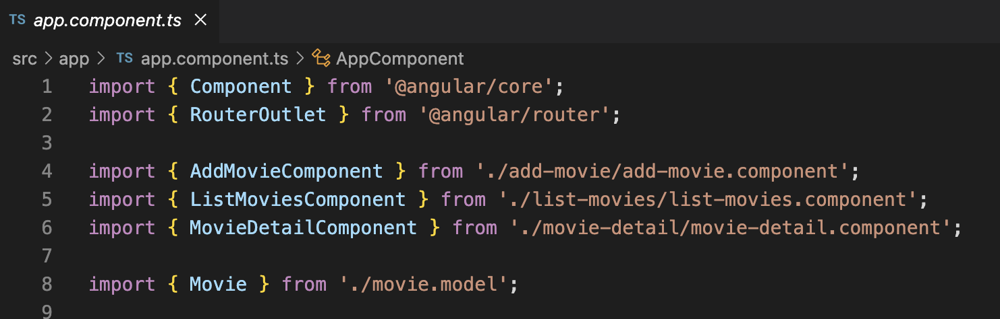 TS app.component.ts ×
src > app > TS app.component.ts > AppComponent
1 import { Component } from '@angular/core';
2 import { RouterOutlet } from '@angular/router';
3
4 import { AddMovieComponent } from './add-movie/add-movie.component';
5 import { ListMoviesComponent } from './list-movies/list-movies.component';
6 import { MovieDetailComponent } from './movie-detail/movie-detail.component';
7
8 import { Movie } from './movie.model';
9